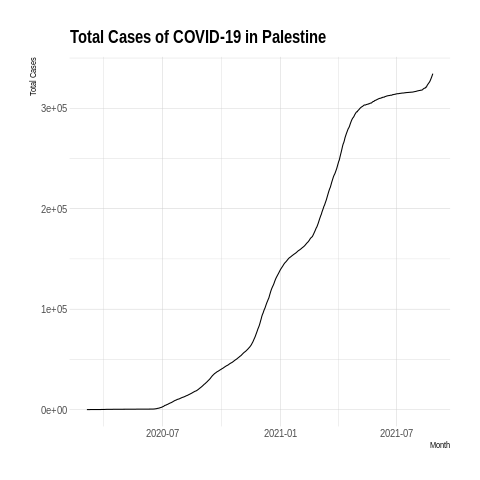 Total Cases of COVID-19 in Palestine
Total Cases
3e+05
2e+05
1e+05
0e+00
2020-07 2021-01 2021-07
Month